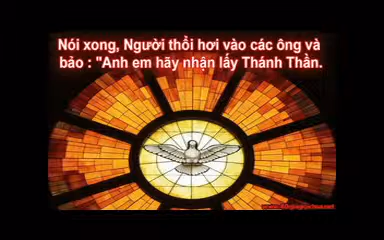 Nói xong, Người thổi hơi vào các ông và
bảo : "Anh em hãy nhận lấy Thánh Thần.